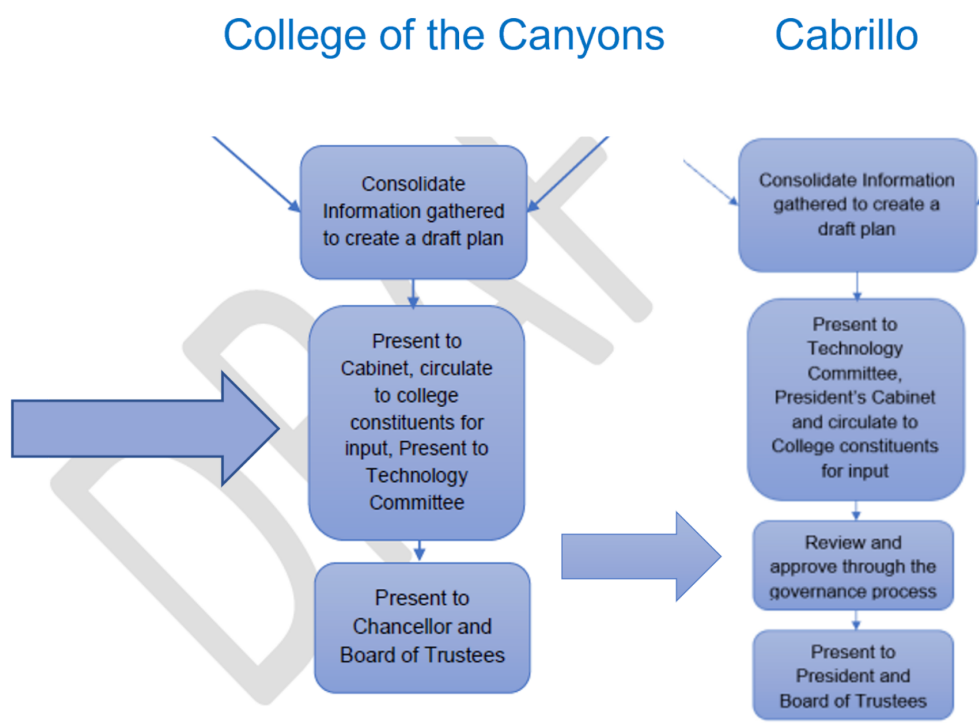 College of the Canyons
Cabrillo
Consolidate
Information gathered
to create a draft plan
Present to
Cabinet, circulate
to college
constituents for
input, Present to
Technology
Committee
Present to
Chancellor and
Board of Trustees
Consolidate Information
gathered to create a
draft plan
Present to
Technology
Committee,
President's Cabinet
and circulate to
College constituents
for input
Review and
approve through the
governance process
Present to
President and
Board of Trustees
DRAF